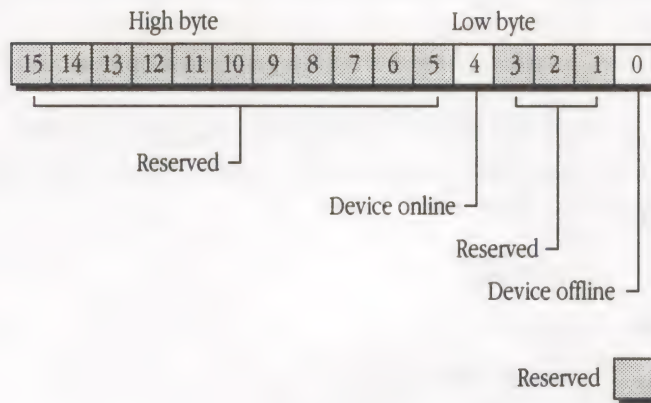 High byte Low byte
15 14 13 12 11 10 9 8 7 6 5 4 3 2 1 0
Reserved
Device online
Reserved
Device offline
Reserved